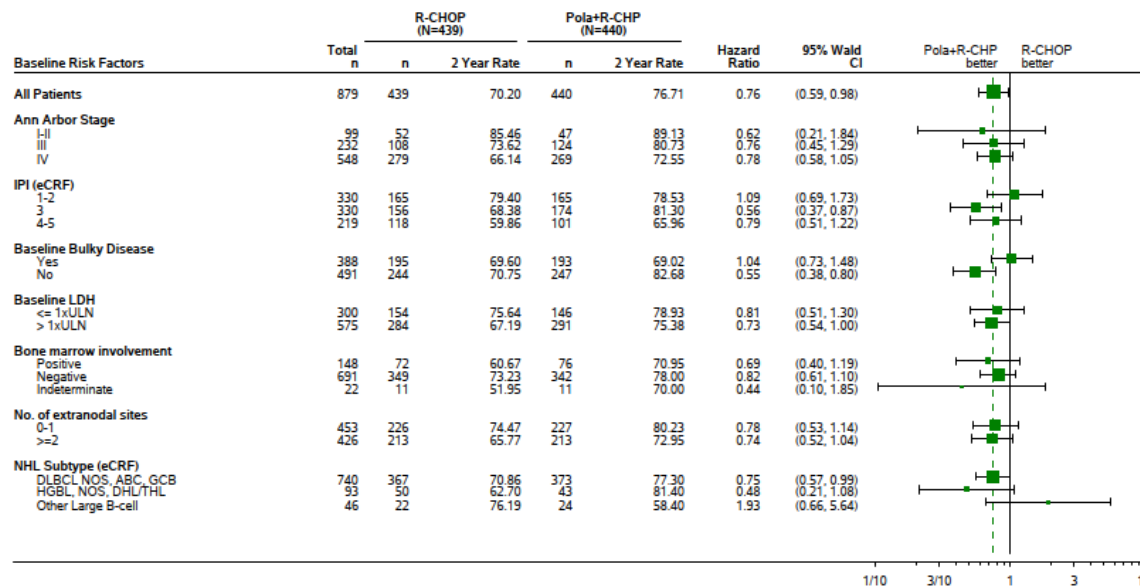 R-CHOP (N=439) Pola+R-CHP (N=440)
Baseline Risk Factors Total n n 2 Year Rate n 2 Year Rate Hazard Ratio 95% Wald CI Pola+R-CHP better R-CHOP better
All Patients 879 439 70.20 440 76.71 0.76 (0.59, 0.98)
Ann Arbor Stage
I-II 99 52 85.46 47 89.13 0.62 (0.21, 1.84)
III 232 108 73.62 124 80.73 0.76 (0.45, 1.29)
IV 548 279 66.14 269 72.55 0.78 (0.58, 1.05)
IPI (eCRF)
1-2 330 165 79.40 165 78.53 1.09 (0.69, 1.73)
3 330 156 68.38 174 81.30 0.56 (0.37, 0.87)
4-5 219 118 59.86 101 65.96 0.79 (0.51, 1.22)
Baseline Bulky Disease
Yes 388 195 69.60 193 69.02 1.04 (0.73, 1.48)
No 491 244 70.75 247 82.68 0.55 (0.38, 0.80)
Baseline LDH
<= 1xULN 300 154 75.64 146 78.93 0.81 (0.51, 1.30)
> 1xULN 575 284 67.19 291 75.38 0.73 (0.54, 1.00)
Bone marrow involvement
Positive 148 72 60.67 76 70.95 0.69 (0.40, 1.19)
Negative 691 349 73.23 342 78.00 0.82 (0.61, 1.10)
Indeterminate 22 11 51.95 11 70.00 0.44 (0.10, 1.85)
No. of extranodal sites
0-1 453 226 74.47 227 80.23 0.78 (0.53, 1.14)
>=2 426 213 65.77 213 72.95 0.74 (0.52, 1.04)
NHL Subtype (eCRF)
DLBCL NOS, ABC, GCB 740 367 70.86 373 77.30 0.75 (0.57, 0.99)
HGBL, NOS, DHL/THL 93 50 62.70 43 81.40 0.48 (0.21, 1.08)
Other Large B-cell 46 22 76.19 24 58.40 1.93 (0.66, 5.64)
1/10 3/10 1 3